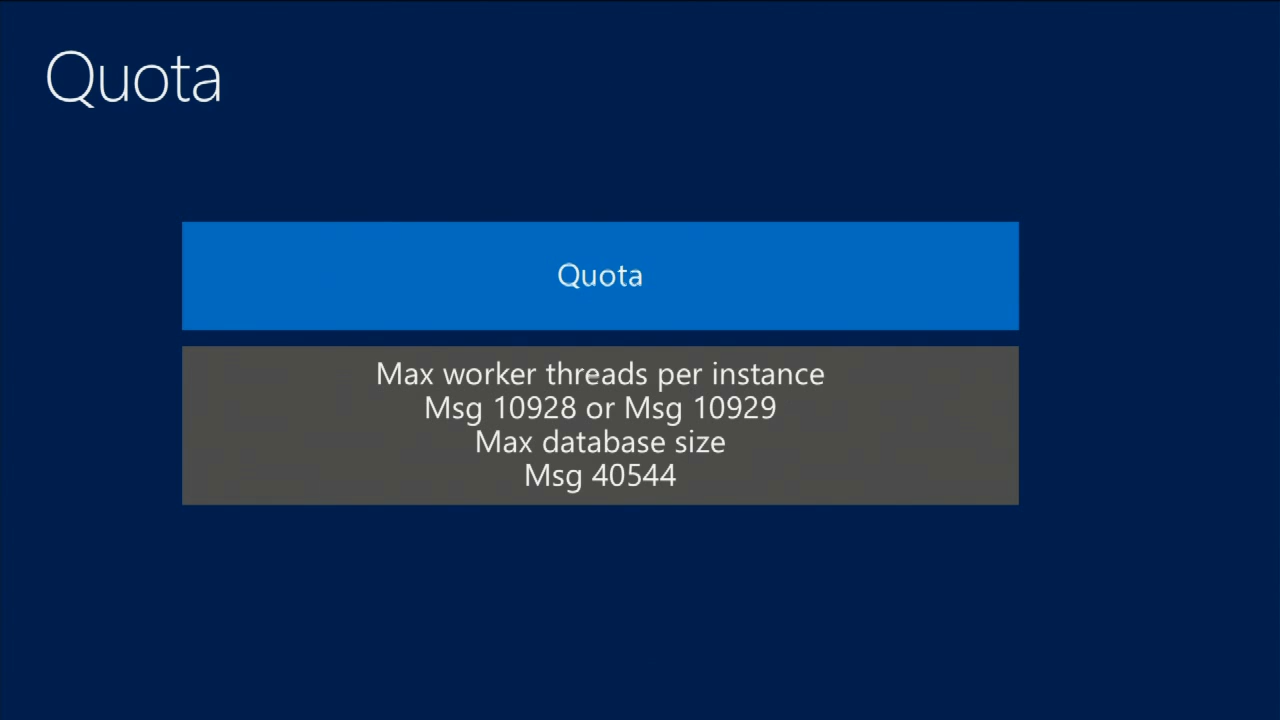 Quota
Quota
Max worker threads per instance
Msg 10928 or Msg 10929
Max database size
Msg 40544